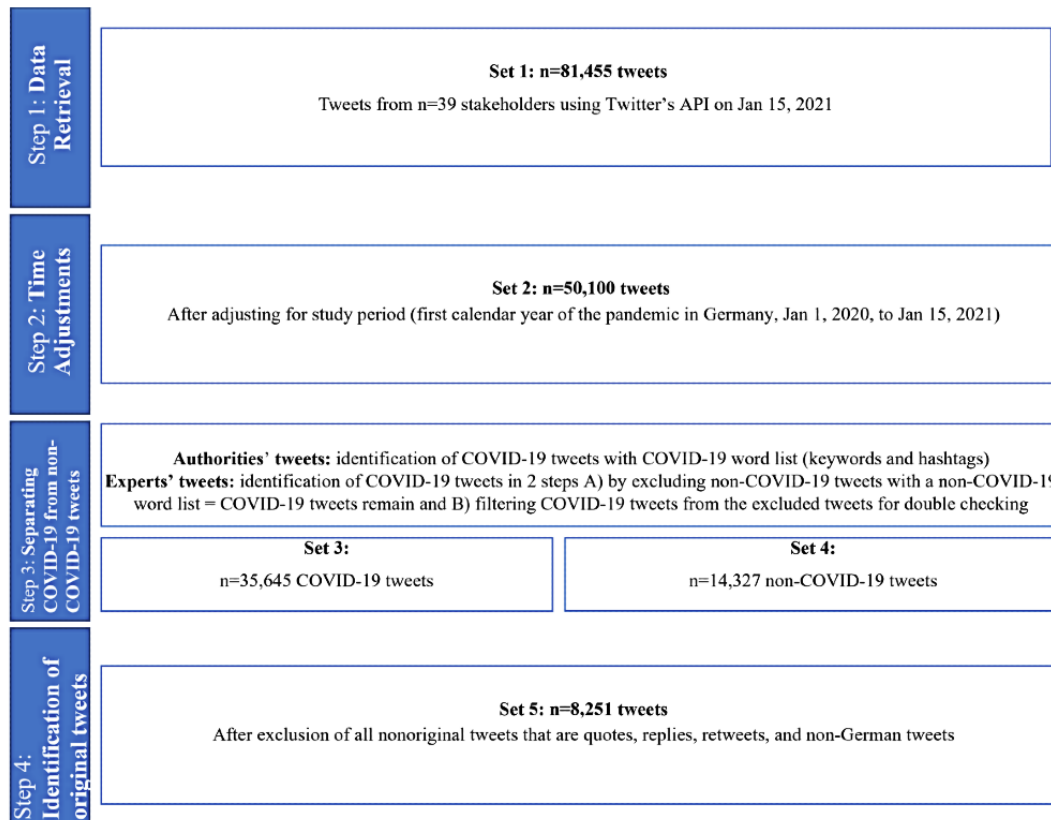 Step 1: Data
Retrieval
Set 1: n=81,455 tweets
Tweets from n=39 stakeholders using Twitter's API on Jan 15, 2021
Step 2: Time
Adjustments
Set 2: n=50,100 tweets
After adjusting for study period (first calendar year of the pandemic in Germany, Jan 1, 2020, to Jan 15, 2021)
Step 3: Separating
COVID-19 from non-
COVID-19 tweets
Authorities' tweets: identification of COVID-19 tweets with COVID-19 word list (keywords and hashtags)
Experts' tweets: identification of COVID-19 tweets in 2 steps A) by excluding non-COVID-19 tweets with a non-COVID-19
word list = COVID-19 tweets remain and B) filtering COVID-19 tweets from the excluded tweets for double checking
Set 3:
n=35,645 COVID-19 tweets
Set 4:
n=14,327 non-COVID-19 tweets
Step 4:
Identification of
original tweets
Set 5: n=8,251 tweets
After exclusion of all nonoriginal tweets that are quotes, replies, retweets, and non-German tweets